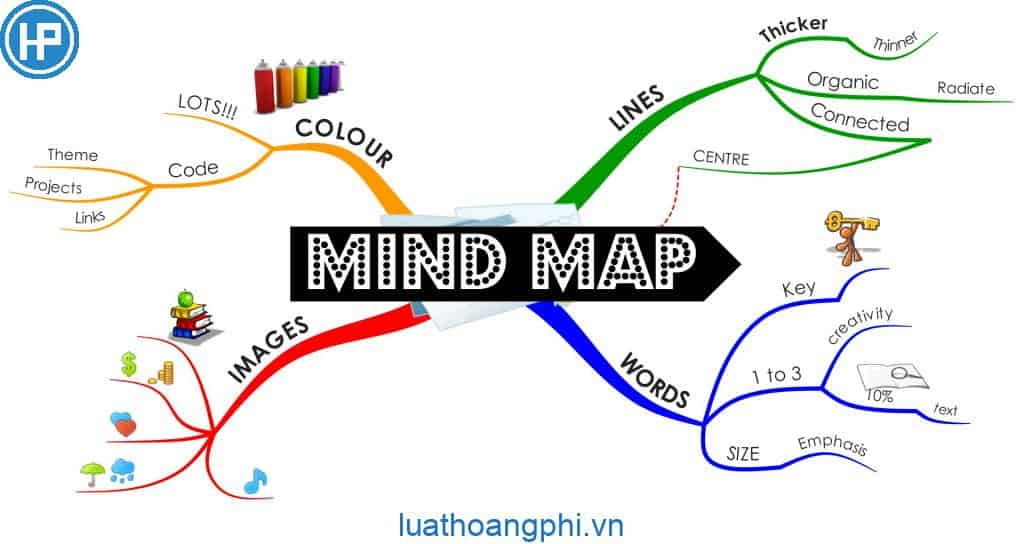 HP
MIND MAP
COLOUR
LOTS!!!
Code
Theme
Projects
Links
LINES
Thicker
Thinner
Organic
Radiate
Connected
CENTRE
IMAGES
$
WORDS
Key
1 to 3
creativity
10%
text
SIZE
Emphasis
luathoangphi.vn